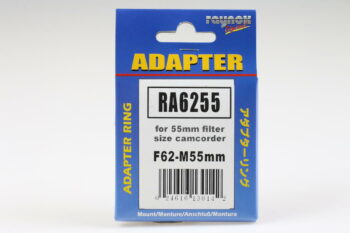 raynox
ADAPTER
RA6255
for 55mm filter
size camcorder
F62-M55mm
ADAPTER RING
アダプターリング
Mount/Monture/Anschluß/Montura